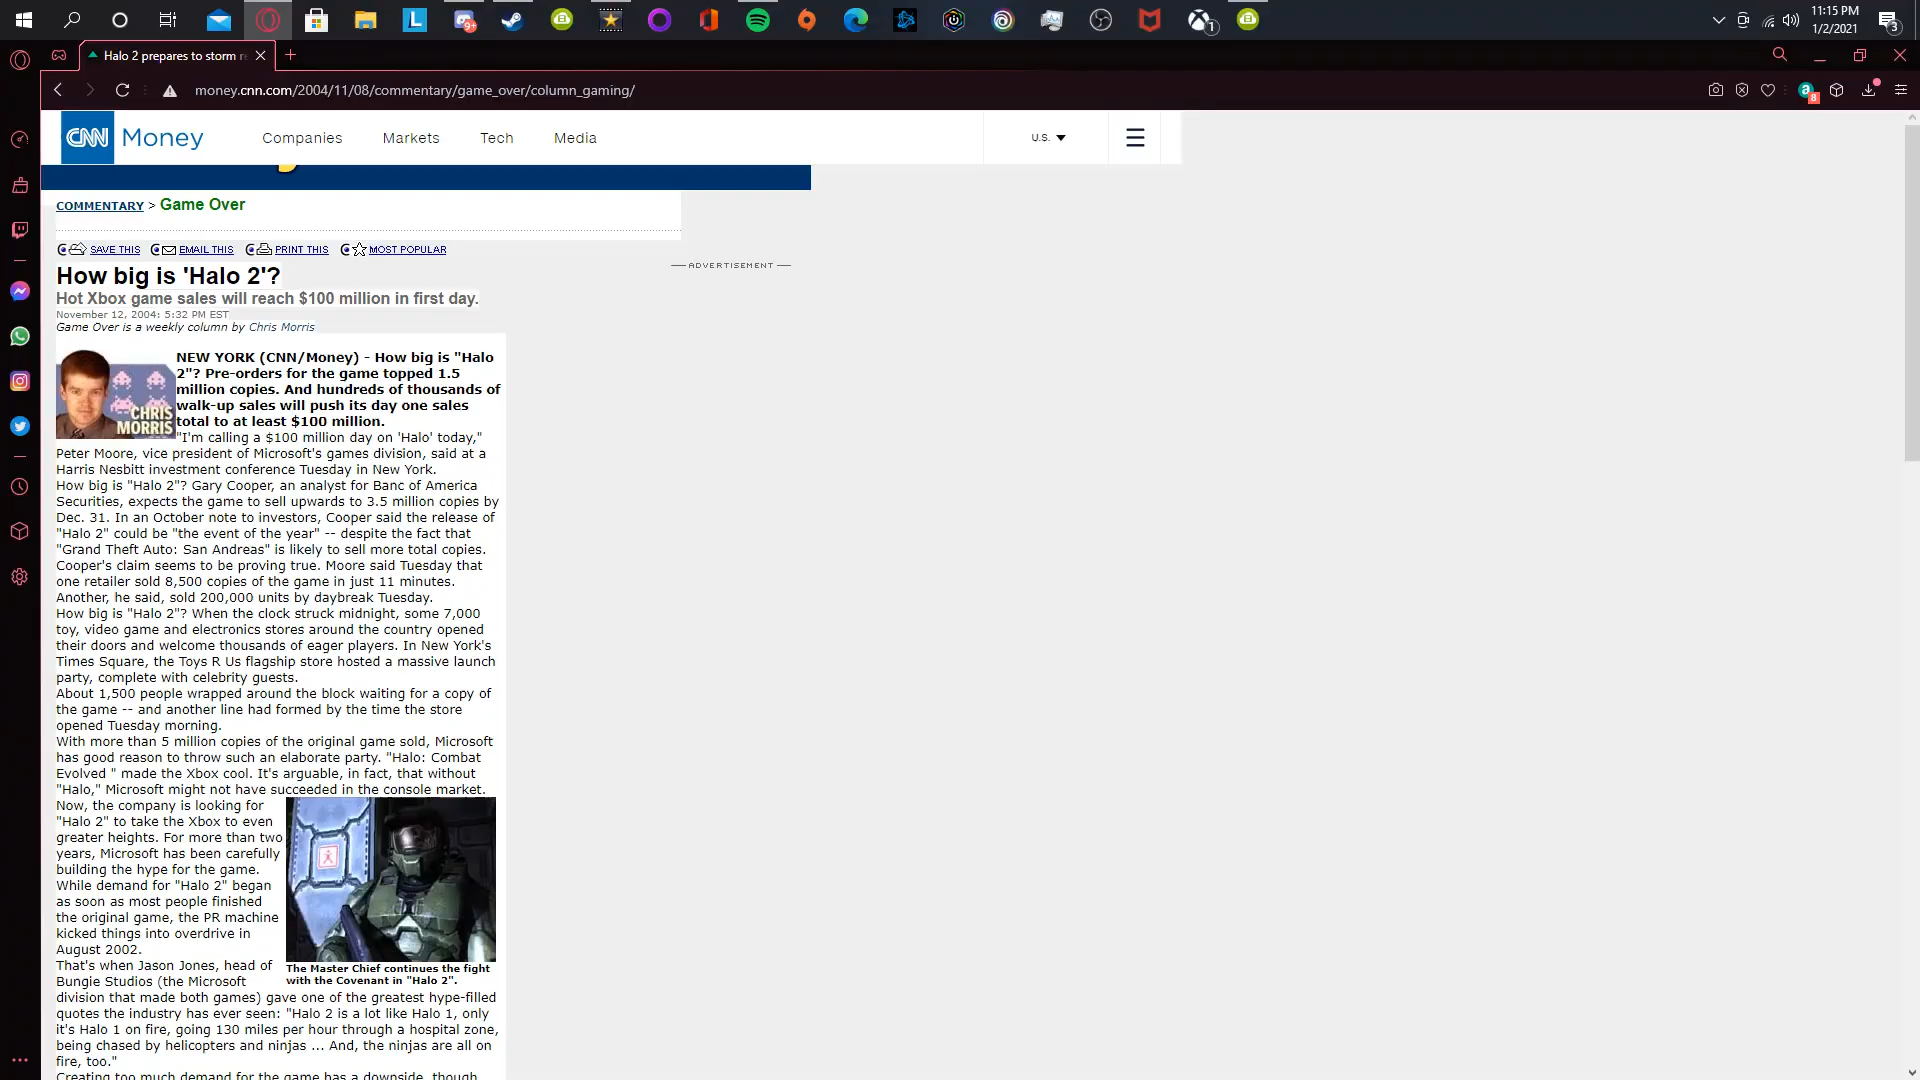 9+
1
11:15 PM
1/2/2021
3
Halo 2 prepares to storm r
money.cnn.com/2004/11/08/commentary/game_over/column_gaming/
8
CNN Money
Companies
Markets
Tech
Media
U.S.
COMMENTARY > Game Over
SAVE THIS
EMAIL THIS
PRINT THIS
MOST POPULAR
ADVERTISEMENT
How big is 'Halo 2'?
Hot Xbox game sales will reach $100 million in first day.
November 12, 2004: 5:32 PM EST
Game Over is a weekly column by Chris Morris
CHRIS
MORRIS
NEW YORK (CNN/Money) - How big is "Halo
2"? Pre-orders for the game topped 1.5
million copies. And hundreds of thousands of
walk-up sales will push its day one sales
total to at least $100 million.
"I'm calling a $100 million day on 'Halo' today,"
Peter Moore, vice president of Microsoft's games division, said at a
Harris Nesbitt investment conference Tuesday in New York.
How big is "Halo 2"? Gary Cooper, an analyst for Banc of America
Securities, expects the game to sell upwards to 3.5 million copies by
Dec. 31. In an October note to investors, Cooper said the release of
"Halo 2" could be "the event of the year" -- despite the fact that
"Grand Theft Auto: San Andreas" is likely to sell more total copies.
Cooper's claim seems to be proving true. Moore said Tuesday that
one retailer sold 8,500 copies of the game in just 11 minutes.
Another, he said, sold 200,000 units by daybreak Tuesday.
How big is "Halo 2"? When the clock struck midnight, some 7,000
toy, video game and electronics stores around the country opened
their doors and welcome thousands of eager players. In New York's
Times Square, the Toys R Us flagship store hosted a massive launch
party, complete with celebrity guests.
About 1,500 people wrapped around the block waiting for a copy of
the game -- and another line had formed by the time the store
opened Tuesday morning.
With more than 5 million copies of the original game sold, Microsoft
has good reason to throw such an elaborate party. "Halo: Combat
Evolved " made the Xbox cool. It's arguable, in fact, that without
"Halo," Microsoft might not have succeeded in the console market.
Now, the company is looking for
"Halo 2" to take the Xbox to even
greater heights. For more than two
years, Microsoft has been carefully
building the hype for the game.
While demand for "Halo 2" began
as soon as most people finished
the original game, the PR machine
kicked things into overdrive in
August 2002.
The Master Chief continues the fight
with the Covenant in "Halo 2".
That's when Jason Jones, head of
Bungie Studios (the Microsoft
division that made both games) gave one of the greatest hype-filled
quotes the industry has ever seen: "Halo 2 is a lot like Halo 1, only
it's Halo 1 on fire, going 130 miles per hour through a hospital zone,
being chased by helicopters and ninjas ... And, the ninjas are all on
fire, too."
Creating too much demand for the game has a downside, though